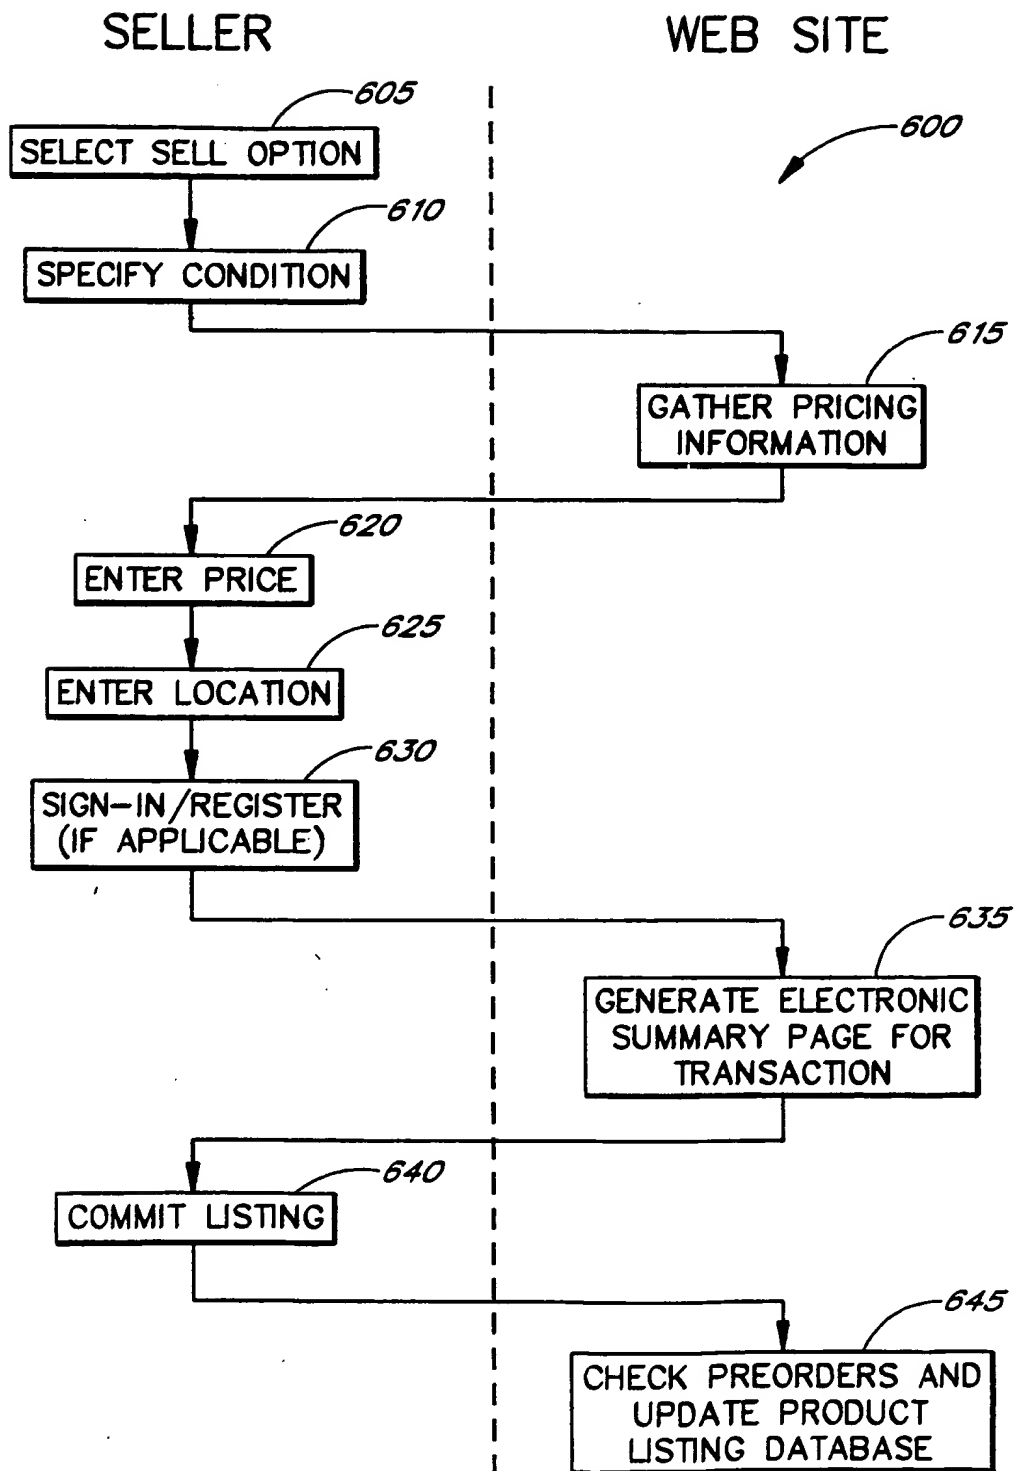 SELLER
WEB SITE
605
SELECT SELL OPTION
600
610
SPECIFY CONDITION
615
GATHER PRICING
INFORMATION
620
ENTER PRICE
625
ENTER LOCATION
630
SIGN-IN/REGISTER
(IF APPLICABLE)
635
GENERATE ELECTRONIC
SUMMARY PAGE FOR
TRANSACTION
640
COMMIT LISTING
645
CHECK PREORDERS AND
UPDATE PRODUCT
LISTING DATABASE